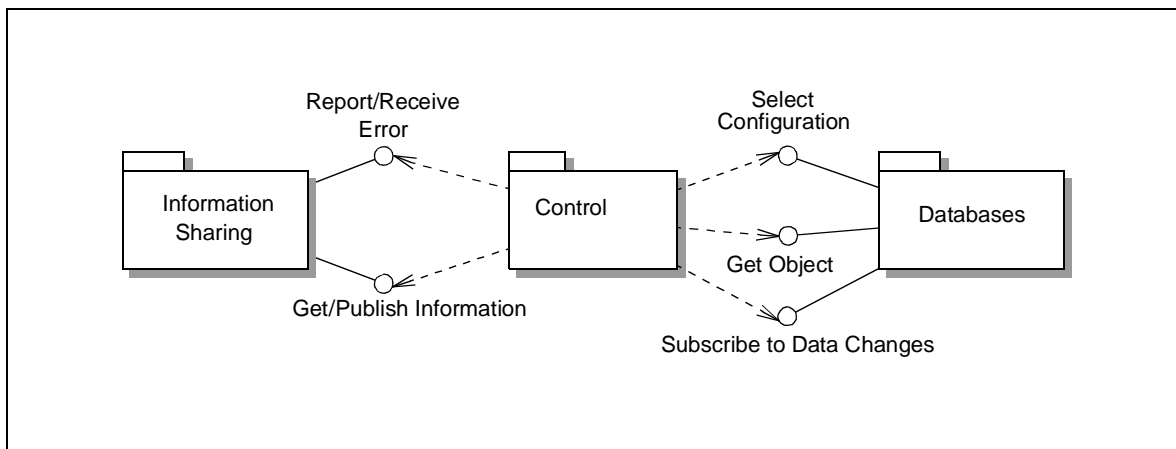 Report/Receive
Error
Select
Configuration
Information
Sharing
Control
Databases
Get Object
Get/Publish Information
Subscribe to Data Changes